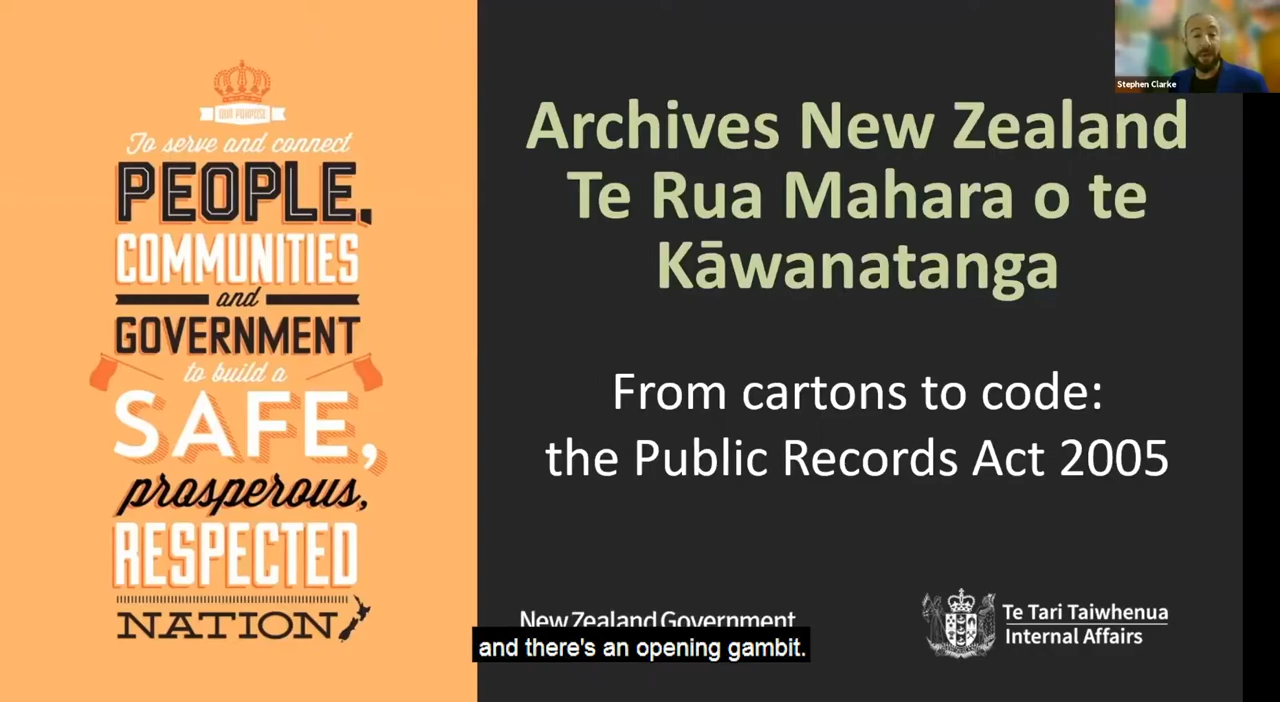 OUR PURPOSE
To serve and connect
PEOPLE,
COMMUNITIES
and
GOVERNMENT
to build a
SAFE,
prosperous,
RESPECTED
NATION
Stephen Clarke
Archives New Zealand
Te Rua Mahara o te
Kāwanatanga
From cartons to code:
the Public Records Act 2005
New Zealand Government
Te Tari Taiwhenua
Internal Affairs
and there's an opening gambit.